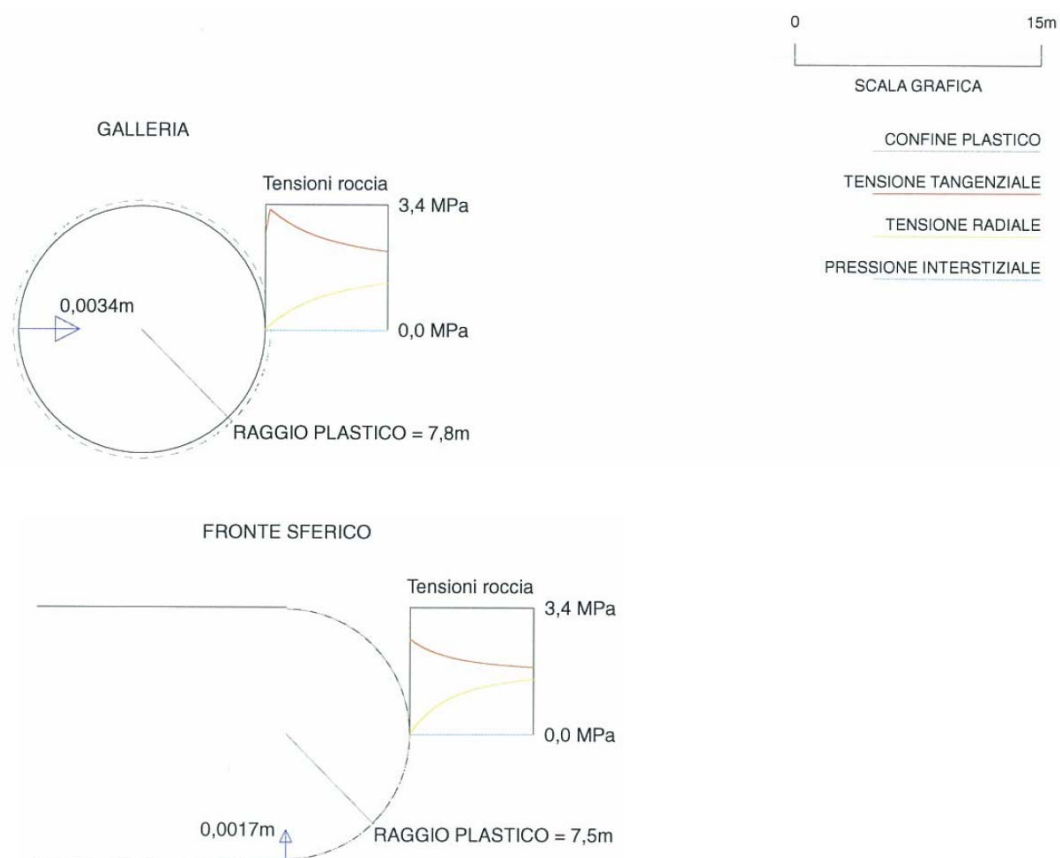 0
15m
SCALA GRAFICA
GALLERIA
CONFINE PLASTICO
Tensioni roccia
3,4 MPa
TENSIONE TANGENZIALE
TENSIONE RADIALE
PRESSIONE INTERSTIZIALE
0,0034m
0,0 MPa
RAGGIO PLASTICO = 7,8m
FRONTE SFERICO
Tensioni roccia
3,4 MPa
0,0 MPa
0,0017m
RAGGIO PLASTICO = 7,5m